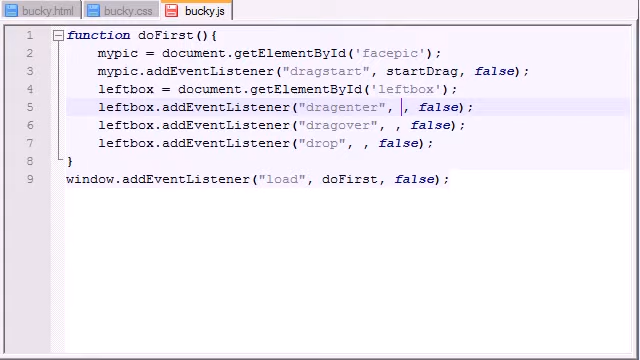 bucky.html bucky.css bucky.js
1 function doFirst(){
2 mypic = document.getElementById('facepic');
3 mypic.addEventListener("dragstart", startDrag, false);
4 leftbox = document.getElementById('leftbox');
5 leftbox.addEventListener("dragenter", , false);
6 leftbox.addEventListener("dragover", , false);
7 leftbox.addEventListener("drop", , false);
8 }
9 window.addEventListener("load", doFirst, false);